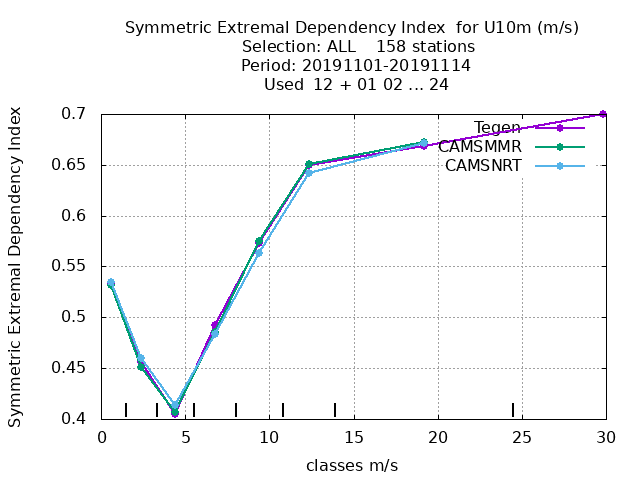 Symmetric Extremal Dependency Index for U10m (m/s)
Selection: ALL 158 stations
Period: 20191101-20191114
Used 12 + 01 02 ... 24
Symmetric Extremal Dependency Index
0.7
0.65
0.6
0.55
0.5
0.45
0.4
Tegen
CAMSMMR
CAMSNRT
0 5 10 15 20 25 30
classes m/s